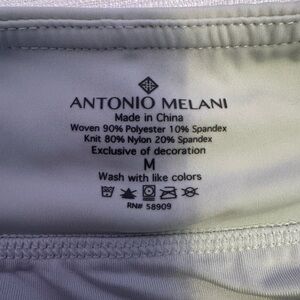 ANTONIO MELANI
Made in China
Woven 90% Polyester 10% Spandex
Knit 80% Nylon 20% Spandex
Exclusive of decoration
M
Wash with like colors
RN# 58909